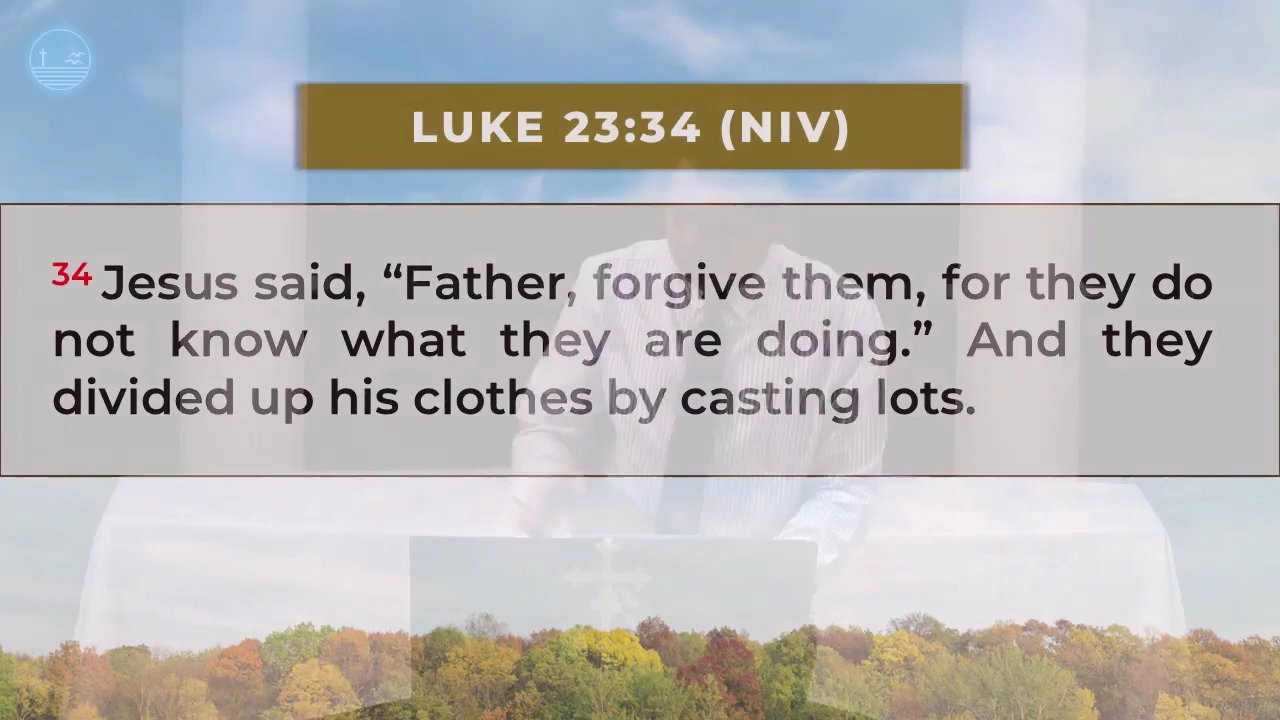 LUKE 23:34 (NIV)
34 Jesus said, “Father, forgive them, for they do
not know what they are doing.” And they
divided up his clothes by casting lots.